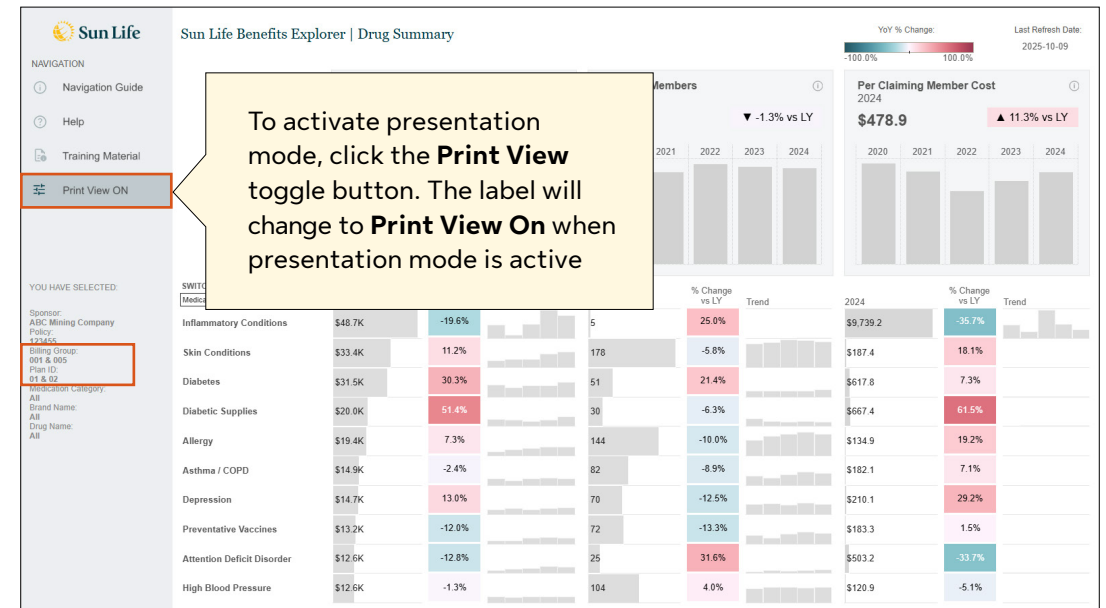 Sun Life
Sun Life Benefits Explorer | Drug Summary
YoY % Change:
-100.0% 100.0%
Last Refresh Date:
2025-10-09
NAVIGATION
Navigation Guide
Help
Training Material
Print View ON
To activate presentation
mode, click the Print View
toggle button. The label will
change to Print View On when
presentation mode is active
Members
▼ -1.3% vs LY
2021 2022 2023 2024
Per Claiming Member Cost
2024
$478.9
▲ 11.3% vs LY
2020 2021 2022 2023 2024
YOU HAVE SELECTED:
Sponsor:
ABC Mining Company
Policy:
123455
Billing Group:
001 & 005
Plan ID:
01 & 02
Medication Category:
All
Brand Name:
All
Drug Name:
All
% Change
vs LY Trend
2024 % Change
vs LY Trend
Inflammatory Conditions $48.7K -19.6% 5 25.0% $9,739.2 -35.7%
Skin Conditions $33.4K 11.2% 178 -5.8% $187.4 18.1%
Diabetes $31.5K 30.3% 51 21.4% $617.8 7.3%
Diabetic Supplies $20.0K 51.4% 30 -6.3% $667.4 61.5%
Allergy $19.4K 7.3% 144 -10.0% $134.9 19.2%
Asthma / COPD $14.9K -2.4% 82 -8.9% $182.1 7.1%
Depression $14.7K 13.0% 70 -12.5% $210.1 29.2%
Preventative Vaccines $13.2K -12.0% 72 -13.3% $183.3 1.5%
Attention Deficit Disorder $12.6K -12.8% 25 31.6% $503.2 -33.7%
High Blood Pressure $12.6K -1.3% 104 4.0% $120.9 -5.1%